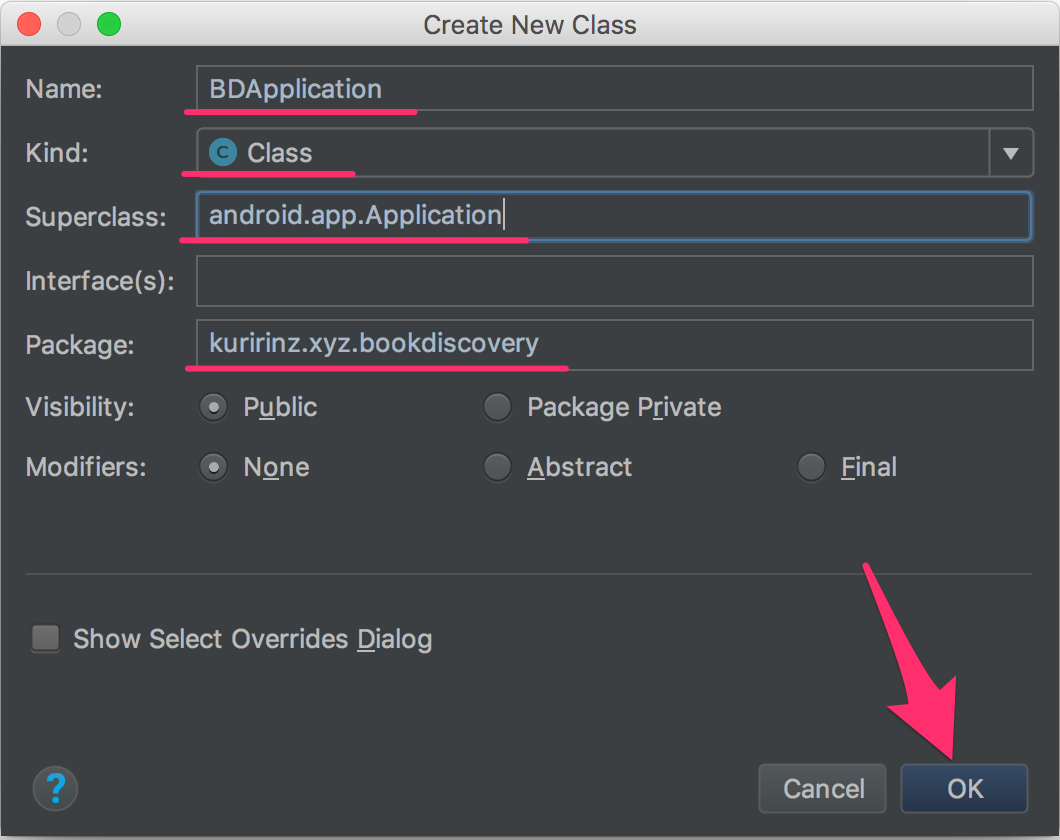 Create New Class
Name: BDApplication
Kind: C Class
Superclass: android.app.Application
Interface(s):
Package: kuririnz.xyz.bookdiscovery
Visibility: Public Package Private
Modifiers: None Abstract Final
Show Select Overrides Dialog
? Cancel OK